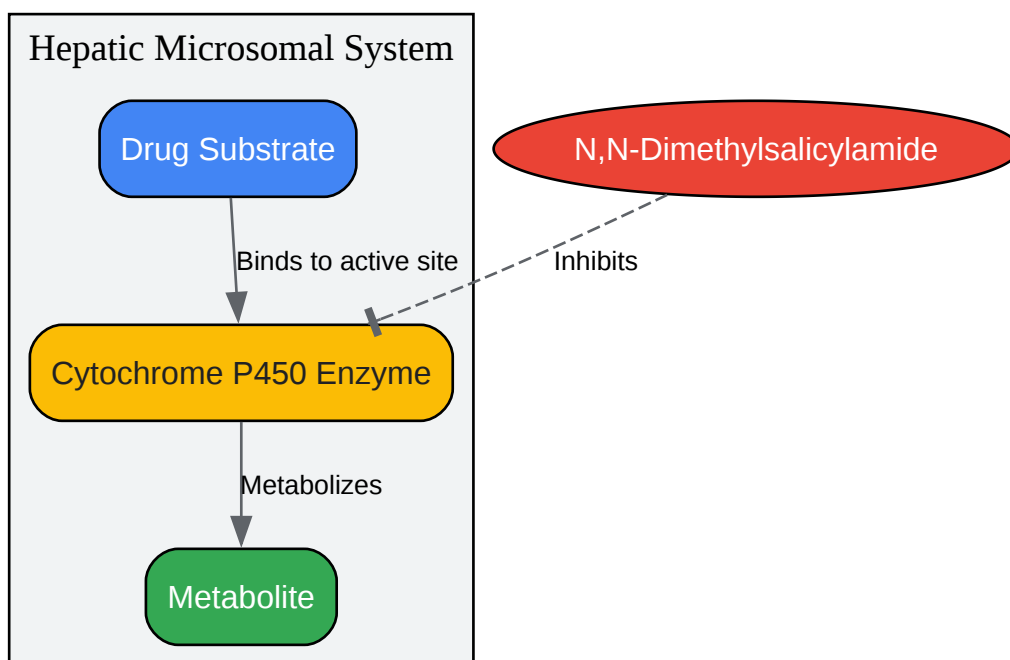 Hepatic Microsomal System
Drug Substrate
N,N-Dimethylsalicylamide
Binds to active site
Inhibits
Cytochrome P450 Enzyme
Metabolizes
Metabolite